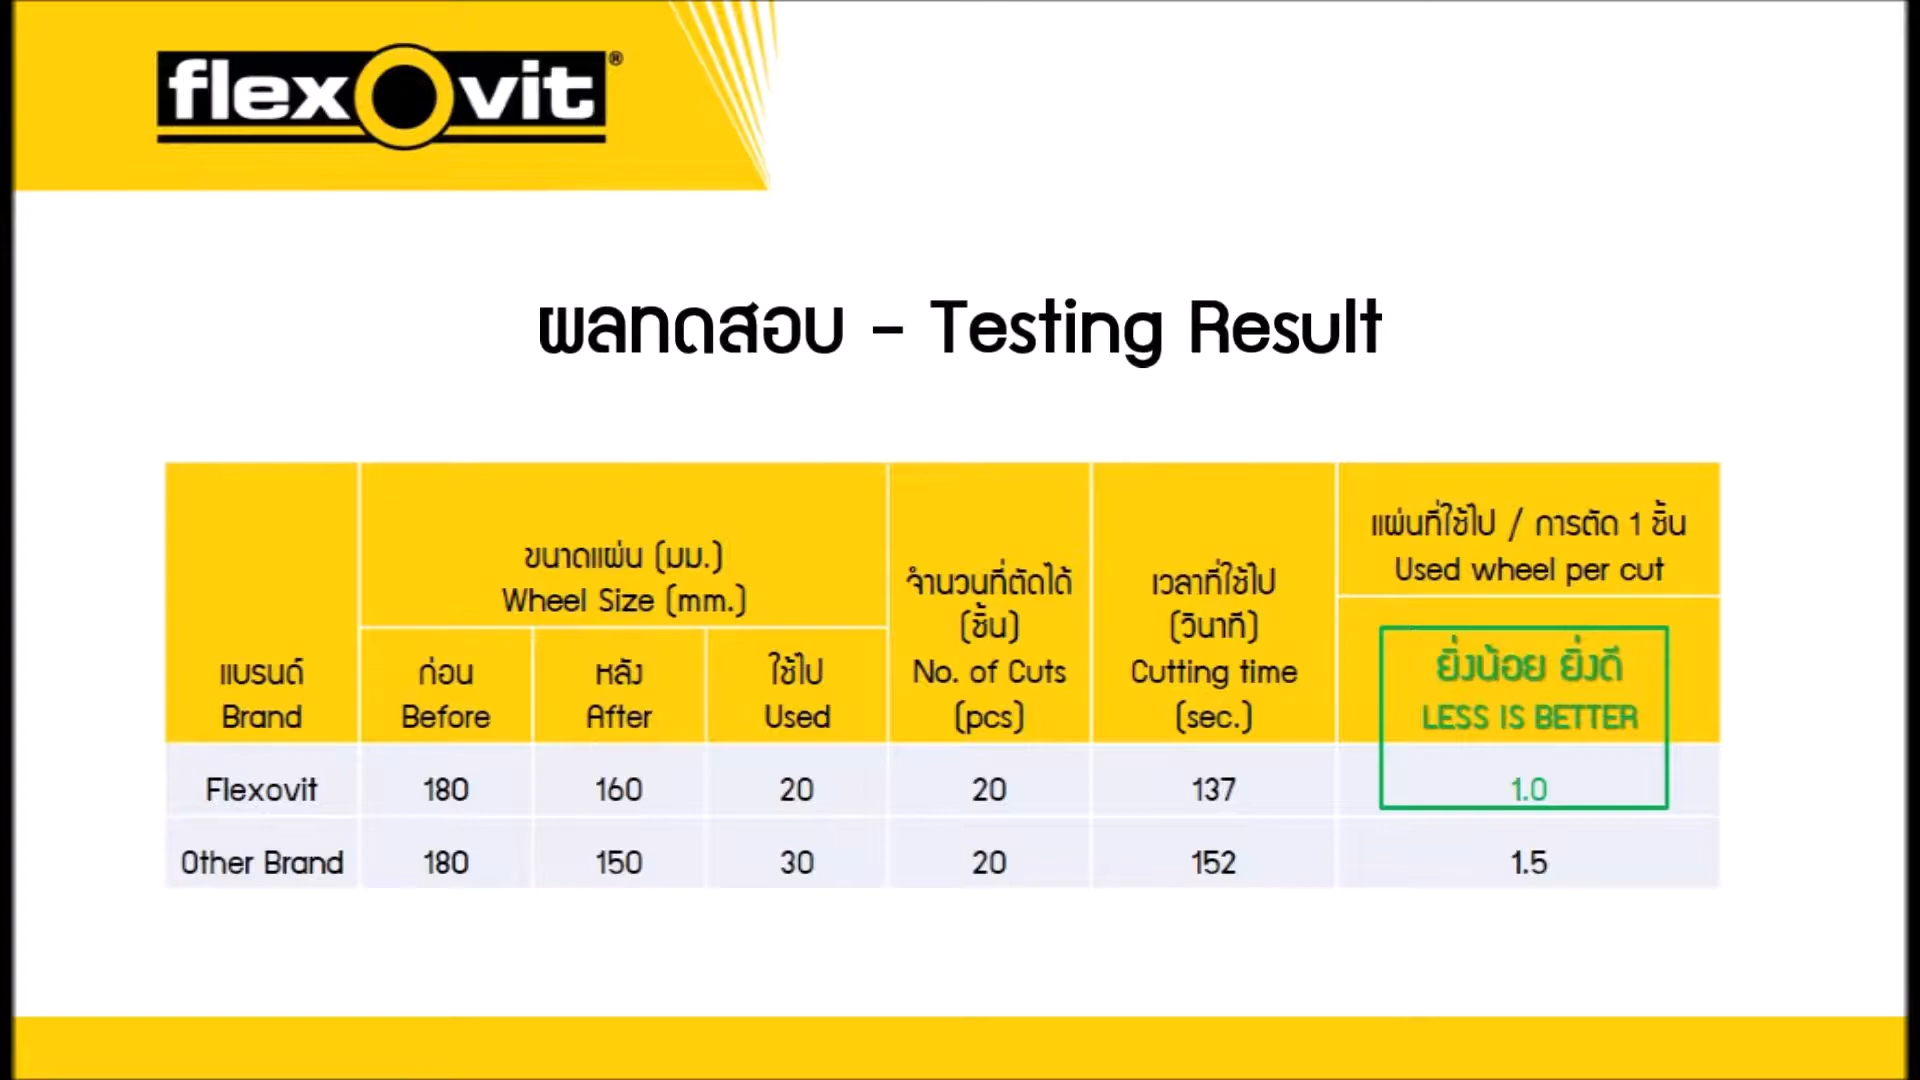 flexovit®
ผลทดสอบ - Testing Result
แบรนด์
Brand
ขนาดแผ่น (มม.)
Wheel Size (mm.)
ก่อน
Before
หลัง
After
ใช้ไป
Used
จำนวนที่ตัดได้
(ชิ้น)
No. of Cuts
(pcs)
เวลาที่ใช้ไป
(วินาที)
Cutting time
(sec.)
แผ่นที่ใช้ไป / การตัด 1 ชิ้น
Used wheel per cut
ยิ่งน้อย ยิ่งดี
LESS IS BETTER
Flexovit 180 160 20 20 137 1.0
Other Brand 180 150 30 20 152 1.5